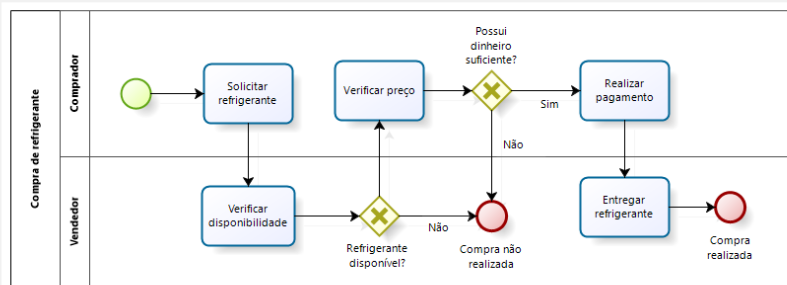 Compra de refrigerante
Comprador
Solicitar
refrigerante
Verificar preço
Possui
dinheiro
suficiente?
Sim
Não
Realizar
pagamento
Vendedor
Verificar
disponibilidade
Refrigerante
disponível?
Não
Compra não
realizada
Entregar
refrigerante
Compra
realizada